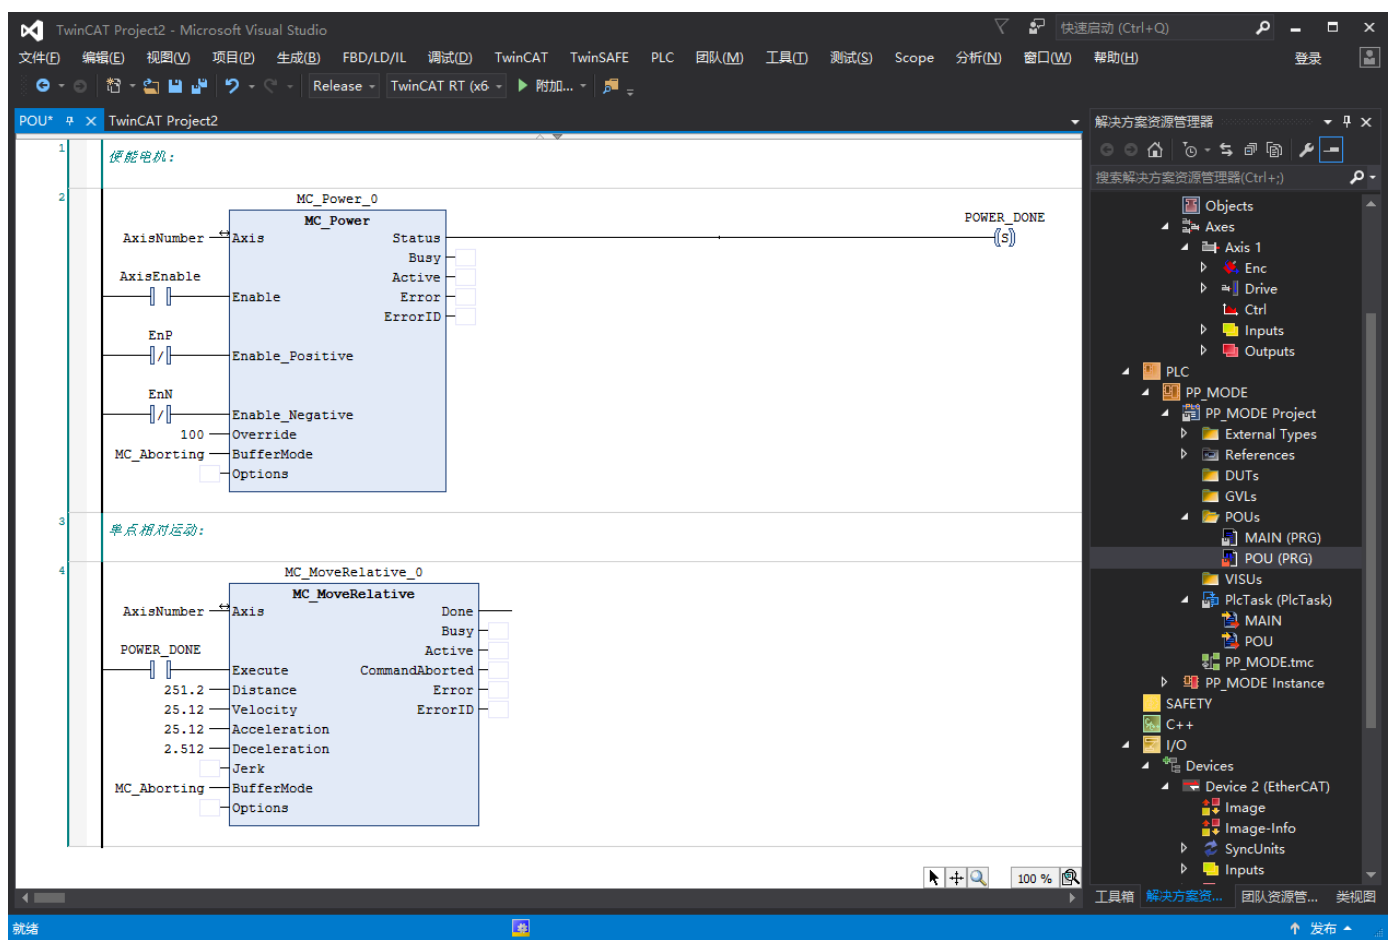 TwinCAT Project2 - Microsoft Visual Studio
快速启动 (Ctrl+Q)
文件(F) 编辑(E) 视图(V) 项目(P) 生成(B) FBD/LD/IL 调试(D) TwinCAT TwinSAFE PLC 团队(M) 工具(T) 测试(S) Scope 分析(N) 窗口(W) 帮助(H) 登录
Release TwinCAT RT (x6 附加...
POU* TwinCAT Project2
1
使能电机:
2
MC_Power_0
MC_Power
AxisNumber Axis Status
POWER_DONE
S
Busy
AxisEnable Active
Enable Error
ErrorID
EnP
Enable_Positive
EnN
Enable_Negative
100 Override
MC_Aborting BufferMode
Options
3
单点相对运动:
4
MC_MoveRelative_0
MC_MoveRelative
AxisNumber Axis Done
Busy
POWER_DONE Active
Execute CommandAborted
251.2 Distance Error
25.12 Velocity ErrorID
25.12 Acceleration
2.512 Deceleration
Jerk
MC_Aborting BufferMode
Options
100 %
解决方案资源管理器
搜索解决方案资源管理器(Ctrl+;)
Objects
Axes
Axis 1
Enc
Drive
Ctrl
Inputs
Outputs
PLC
PP_MODE
PP_MODE Project
External Types
References
DUTs
GVLs
POUs
MAIN (PRG)
POU (PRG)
VISUs
PlcTask (PlcTask)
MAIN
POU
PP_MODE.tmc
PP_MODE Instance
SAFETY
C++
I/O
Devices
Device 2 (EtherCAT)
Image
Image-Info
SyncUnits
Inputs
工具箱 解决方案资... 团队资源管... 类视图
就绪
发布